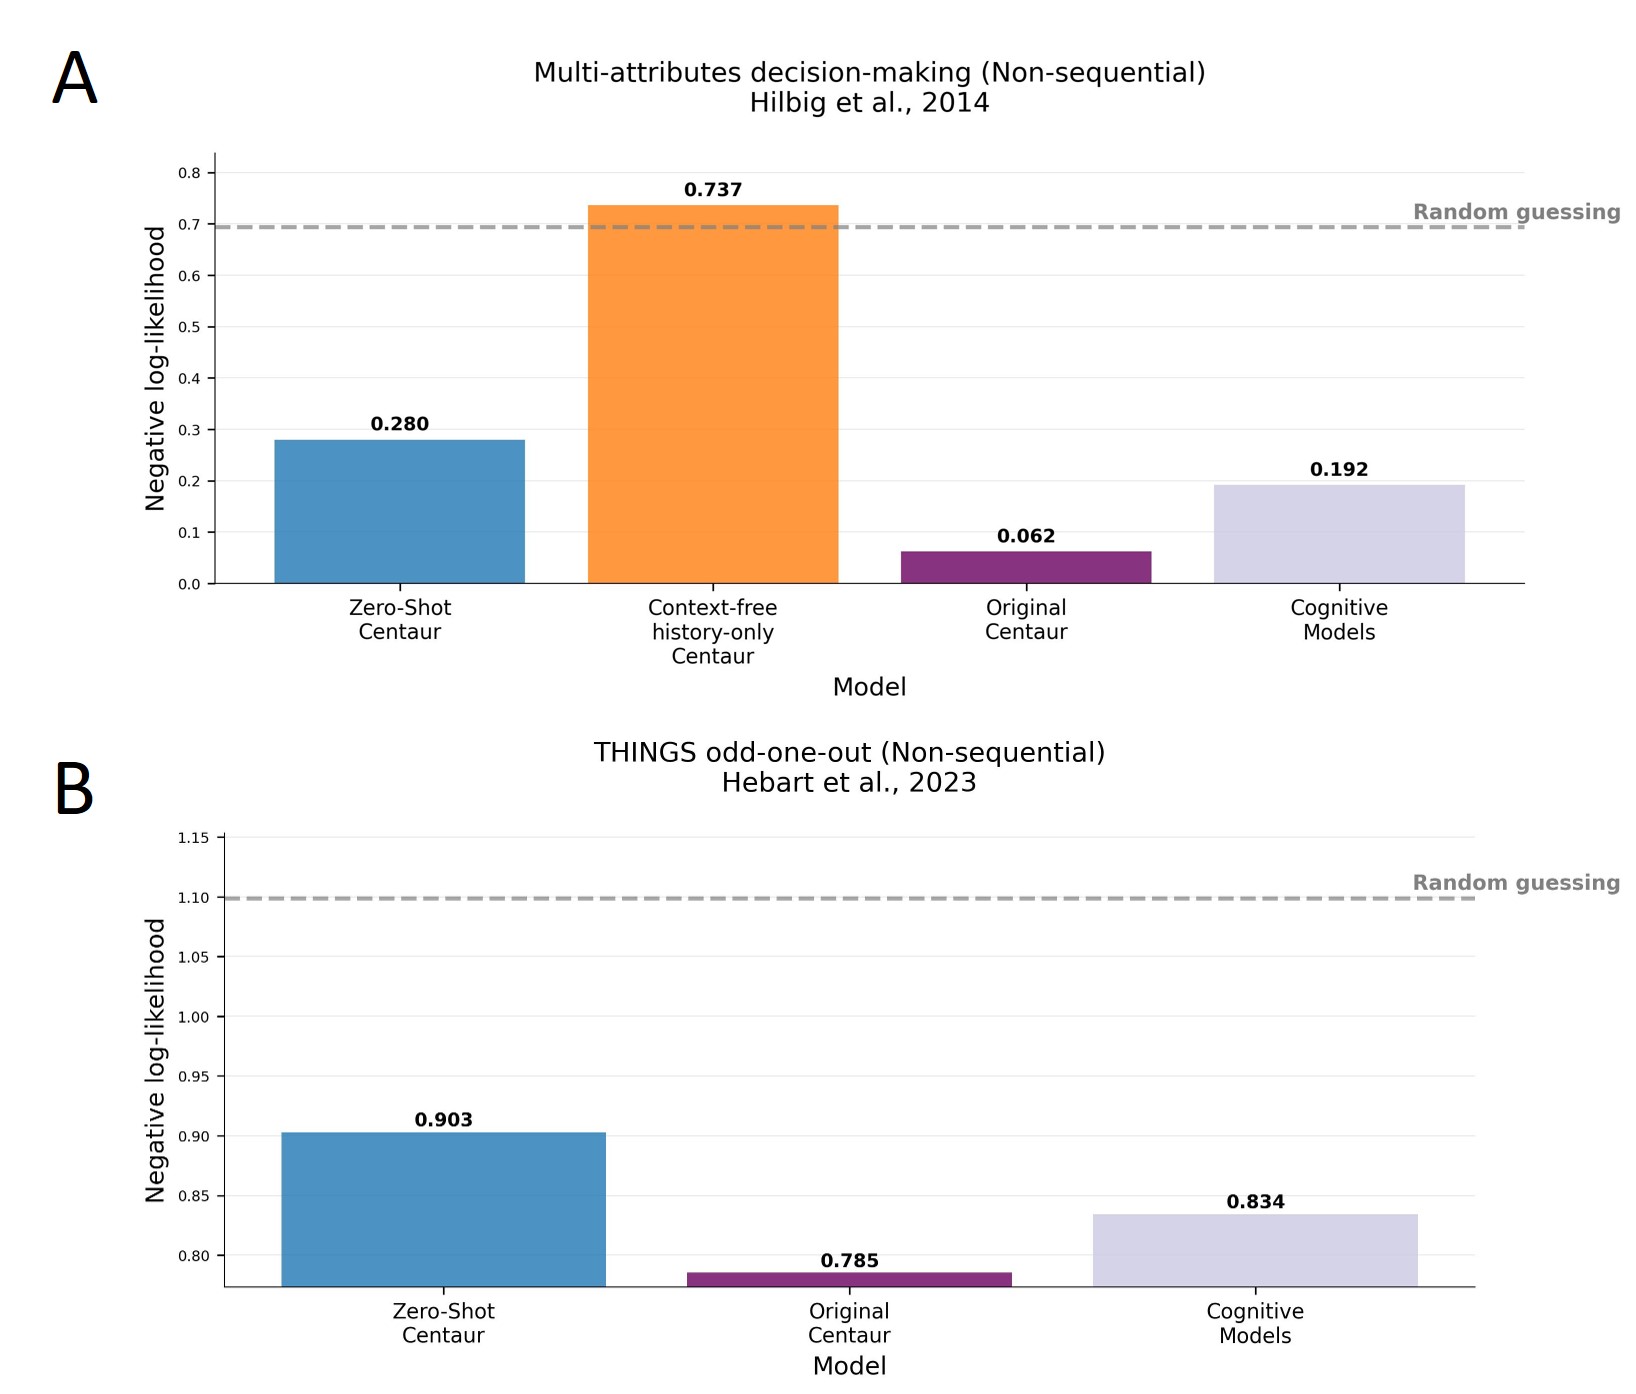 A
Multi-attributes decision-making (Non-sequential)
Hilbig et al., 2014
Negative log-likelihood
0.8
0.7
0.6
0.5
0.4
0.3
0.2
0.1
0.0
Random guessing
0.280
0.737
0.062
0.192
Zero-Shot
Centaur
Context-free
history-only
Centaur
Original
Centaur
Cognitive
Models
Model
B
THINGS odd-one-out (Non-sequential)
Hebart et al., 2023
Negative log-likelihood
1.15
1.10
1.05
1.00
0.95
0.90
0.85
0.80
Random guessing
0.903
0.785
0.834
Zero-Shot
Centaur
Original
Centaur
Cognitive
Models
Model